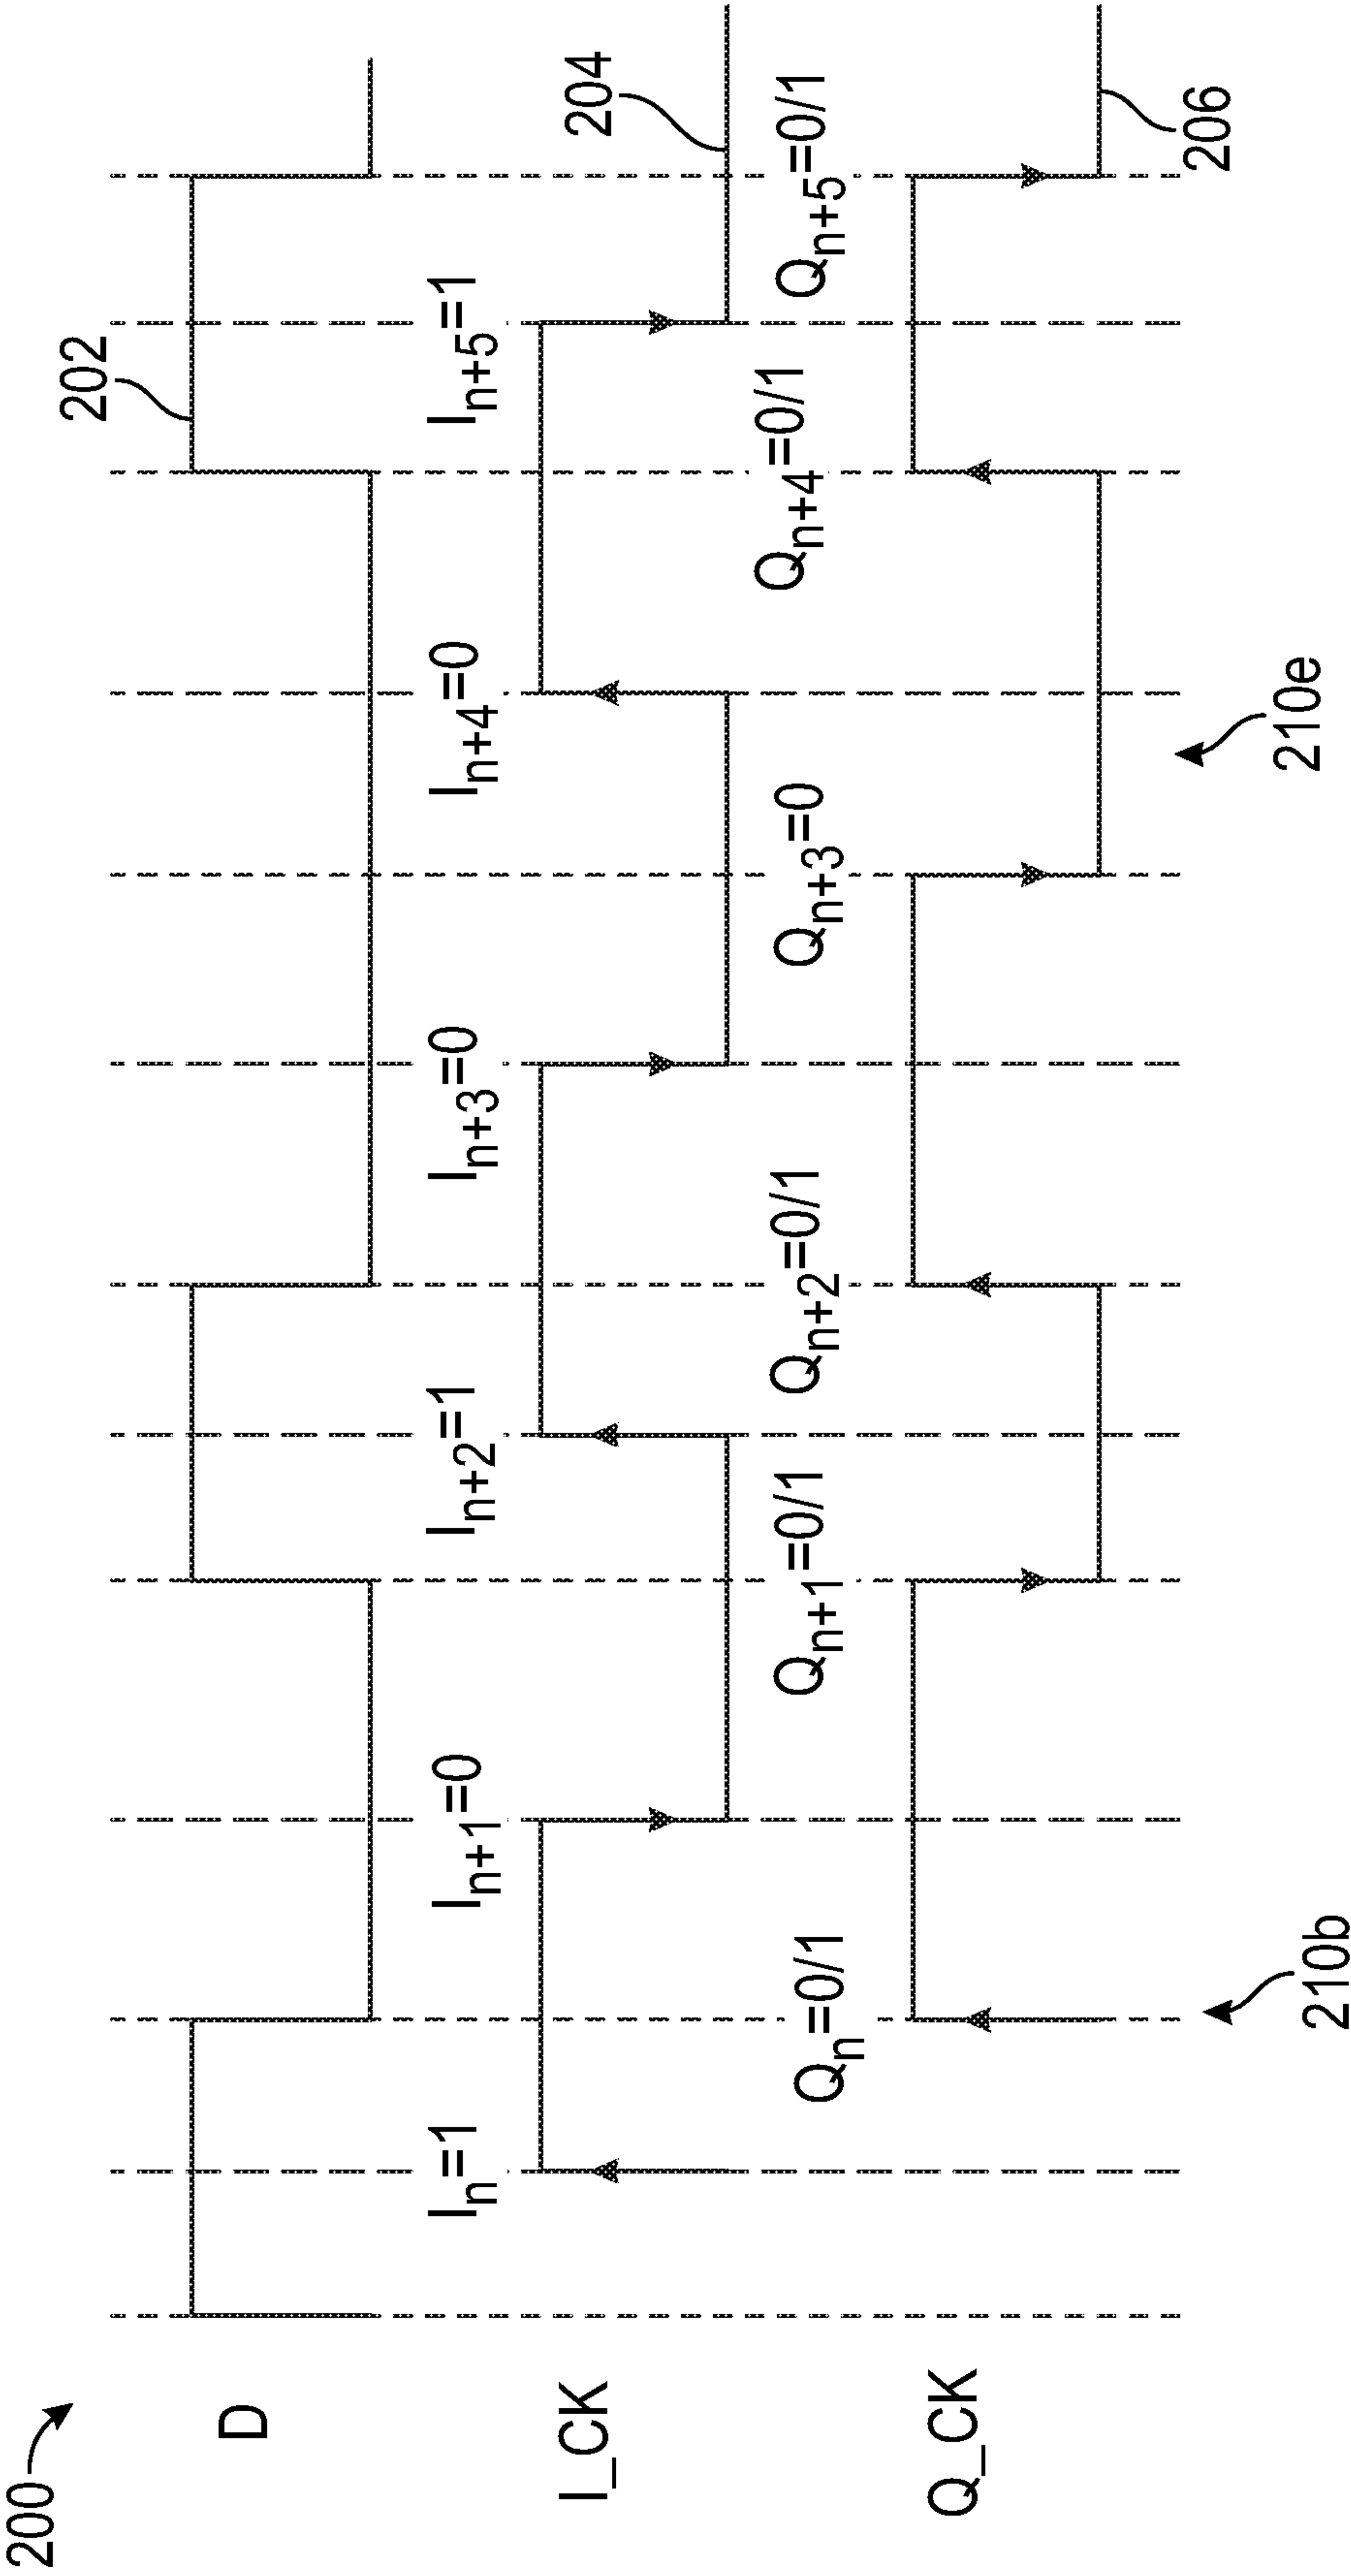 200
D
202
I_n=1
I_n+1=0
I_n+2=1
I_n+3=0
I_n+4=0
I_n+5=1
I_CK
204
Q_n=0/1
Q_n+1=0/1
Q_n+2=0/1
Q_n+3=0
Q_n+4=0/1
Q_n+5=0/1
Q_CK
206
210b
210e